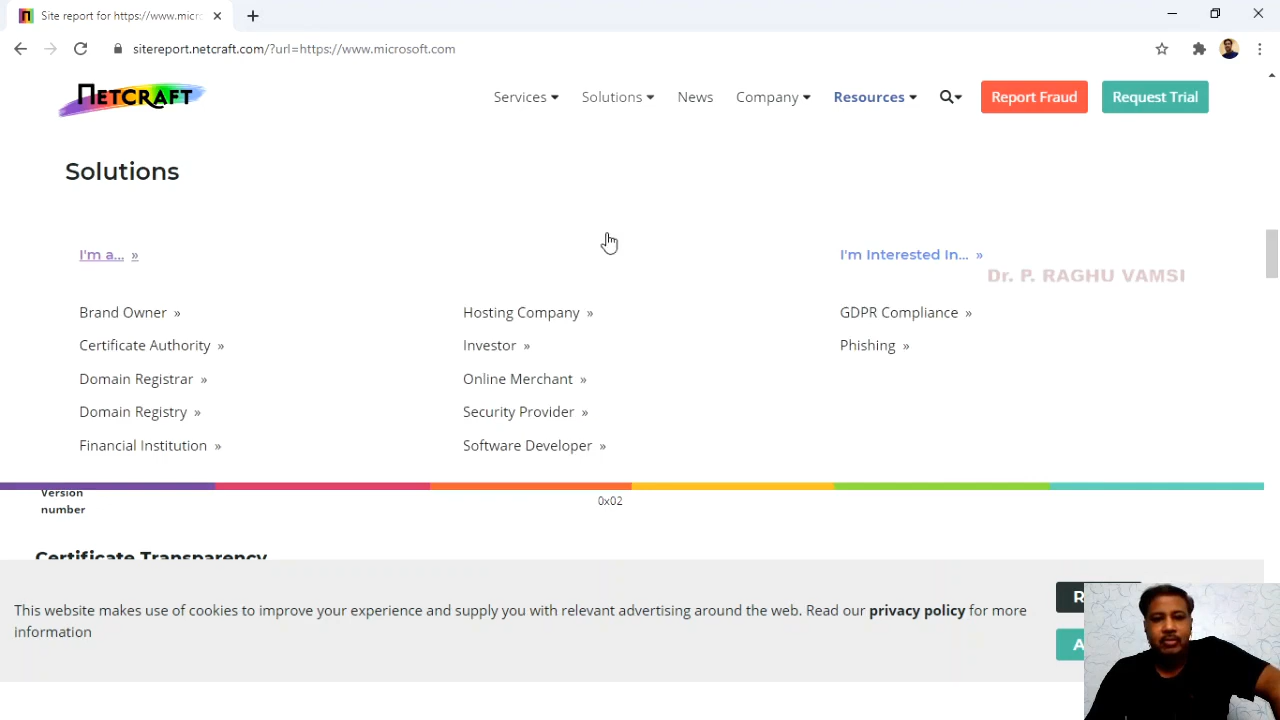 Site report for https://www.micr
sitereport.netcraft.com/?url=https://www.microsoft.com
NETCRAFT
Services
Solutions
News
Company
Resources
Report Fraud
Request Trial
Solutions
I'm a... »
I'm Interested In... »
Dr. P. RAGHU VAMSI
Brand Owner »
Hosting Company »
GDPR Compliance »
Certificate Authority »
Investor »
Phishing »
Domain Registrar »
Online Merchant »
Domain Registry »
Security Provider »
Financial Institution »
Software Developer »
Version
number
0x02
Certificate Transparency
This website makes use of cookies to improve your experience and supply you with relevant advertising around the web. Read our privacy policy for more
information
R
A